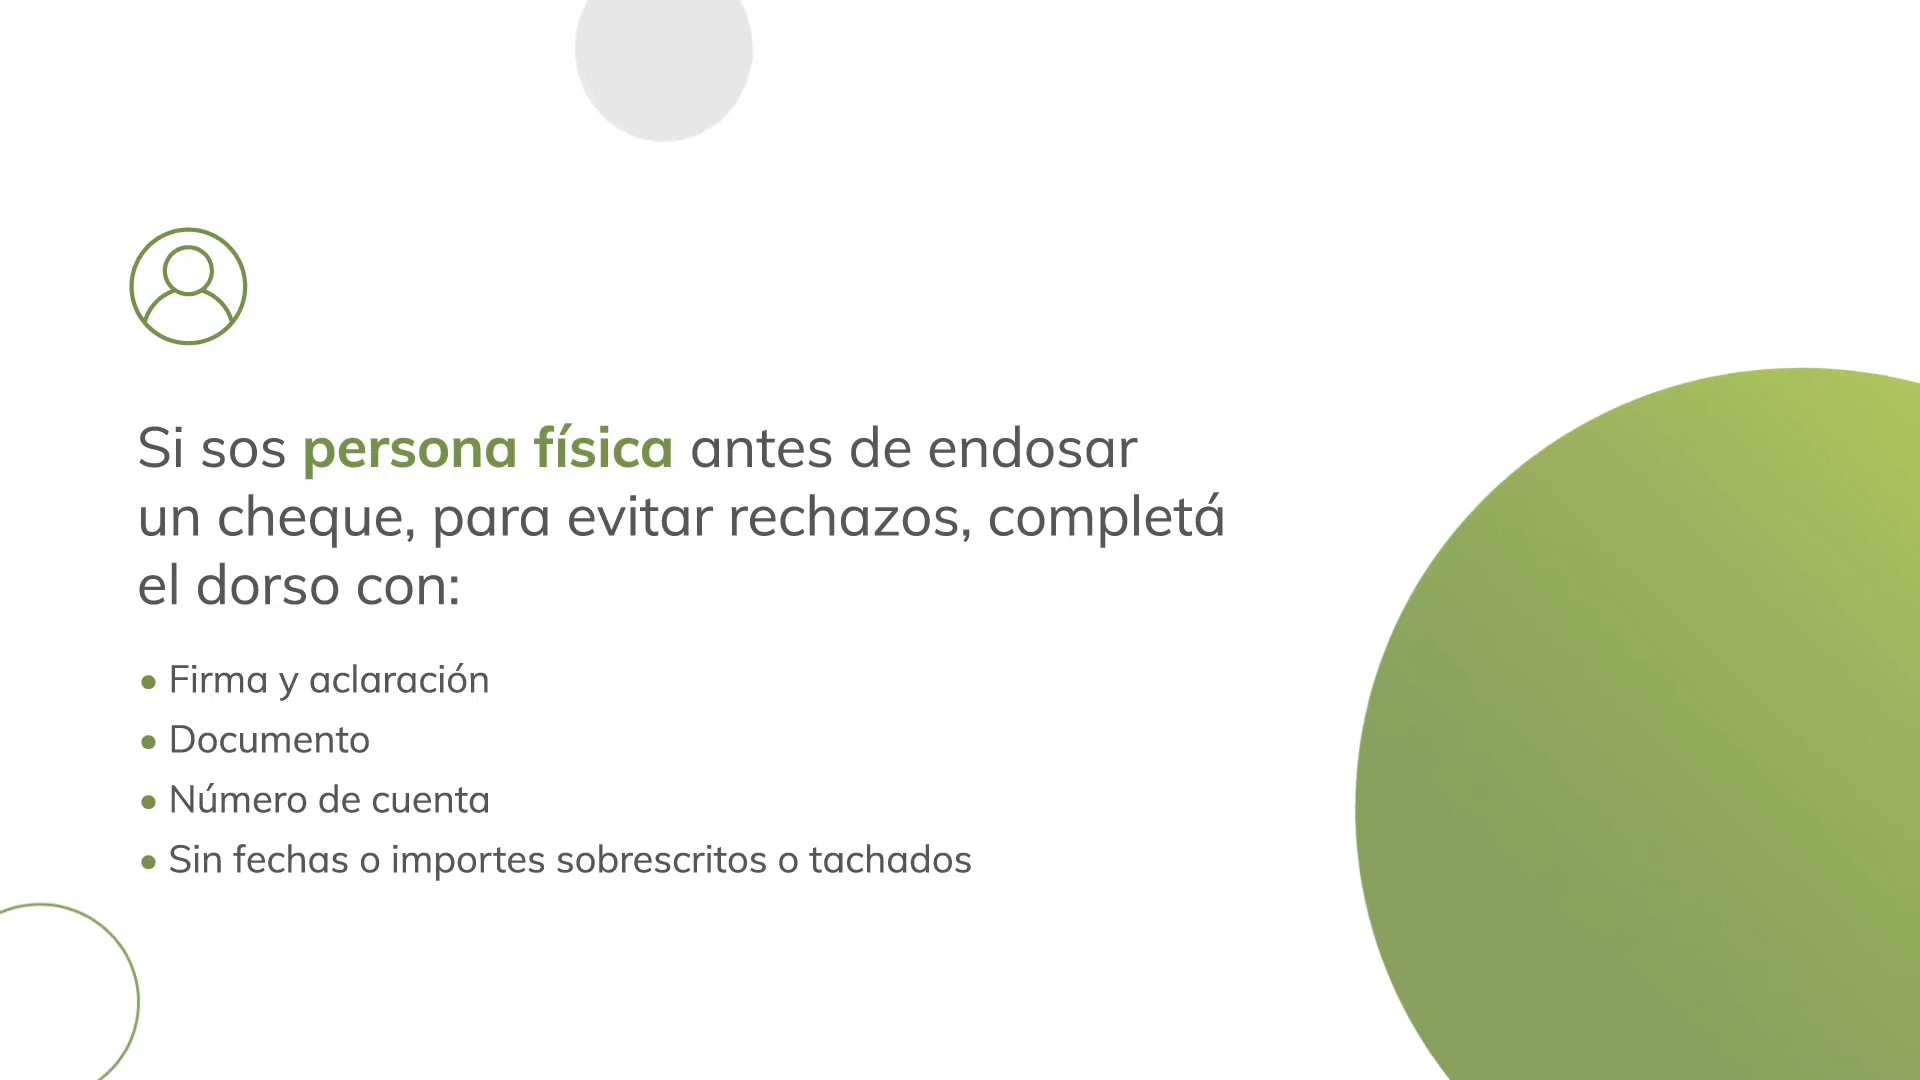 Si sos persona física antes de endosar
un cheque, para evitar rechazos, completá
el dorso con:
• Firma y aclaración
• Documento
• Número de cuenta
• Sin fechas o importes sobrescritos o tachados